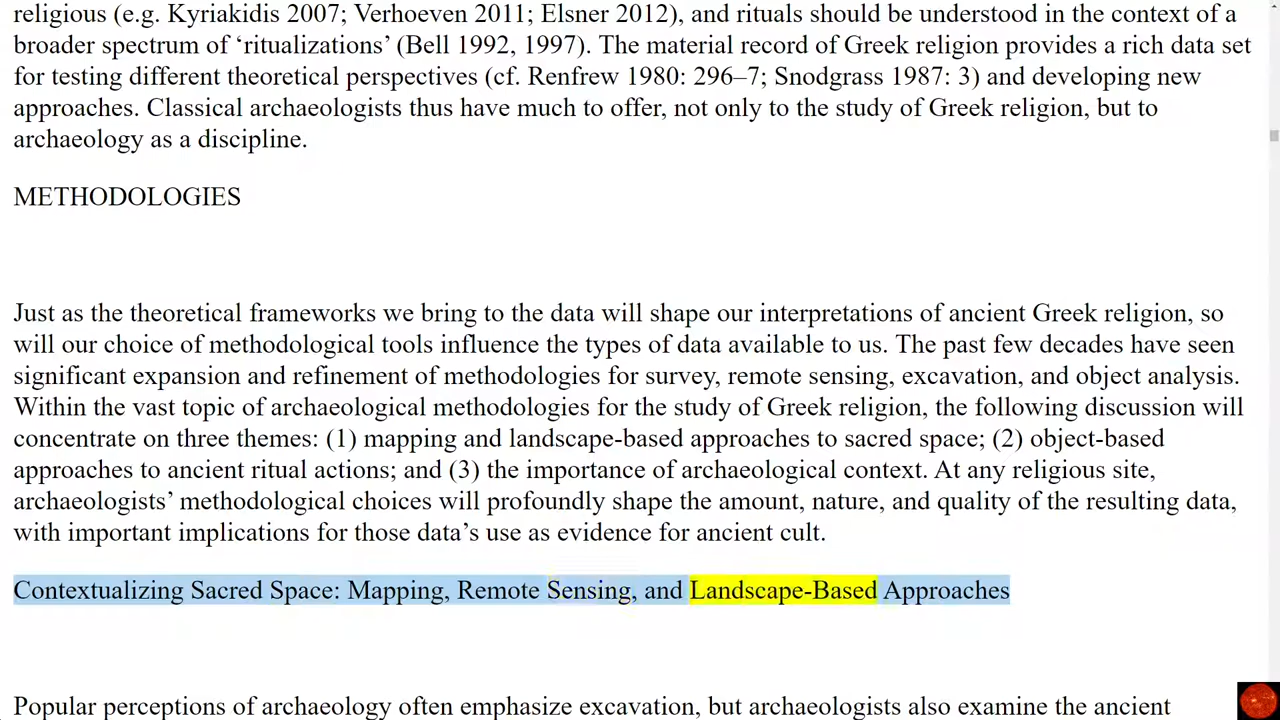 religious (e.g. Kyriakidis 2007; Verhoeven 2011; Elsner 2012), and rituals should be understood in the context of a
broader spectrum of ‘ritualizations’ (Bell 1992, 1997). The material record of Greek religion provides a rich data set
for testing different theoretical perspectives (cf. Renfrew 1980: 296–7; Snodgrass 1987: 3) and developing new
approaches. Classical archaeologists thus have much to offer, not only to the study of Greek religion, but to
archaeology as a discipline.
METHODOLOGIES
Just as the theoretical frameworks we bring to the data will shape our interpretations of ancient Greek religion, so
will our choice of methodological tools influence the types of data available to us. The past few decades have seen
significant expansion and refinement of methodologies for survey, remote sensing, excavation, and object analysis.
Within the vast topic of archaeological methodologies for the study of Greek religion, the following discussion will
concentrate on three themes: (1) mapping and landscape-based approaches to sacred space; (2) object-based
approaches to ancient ritual actions; and (3) the importance of archaeological context. At any religious site,
archaeologists’ methodological choices will profoundly shape the amount, nature, and quality of the resulting data,
with important implications for those data’s use as evidence for ancient cult.
Contextualizing Sacred Space: Mapping, Remote Sensing, and Landscape-Based Approaches
Popular perceptions of archaeology often emphasize excavation, but archaeologists also examine the ancient